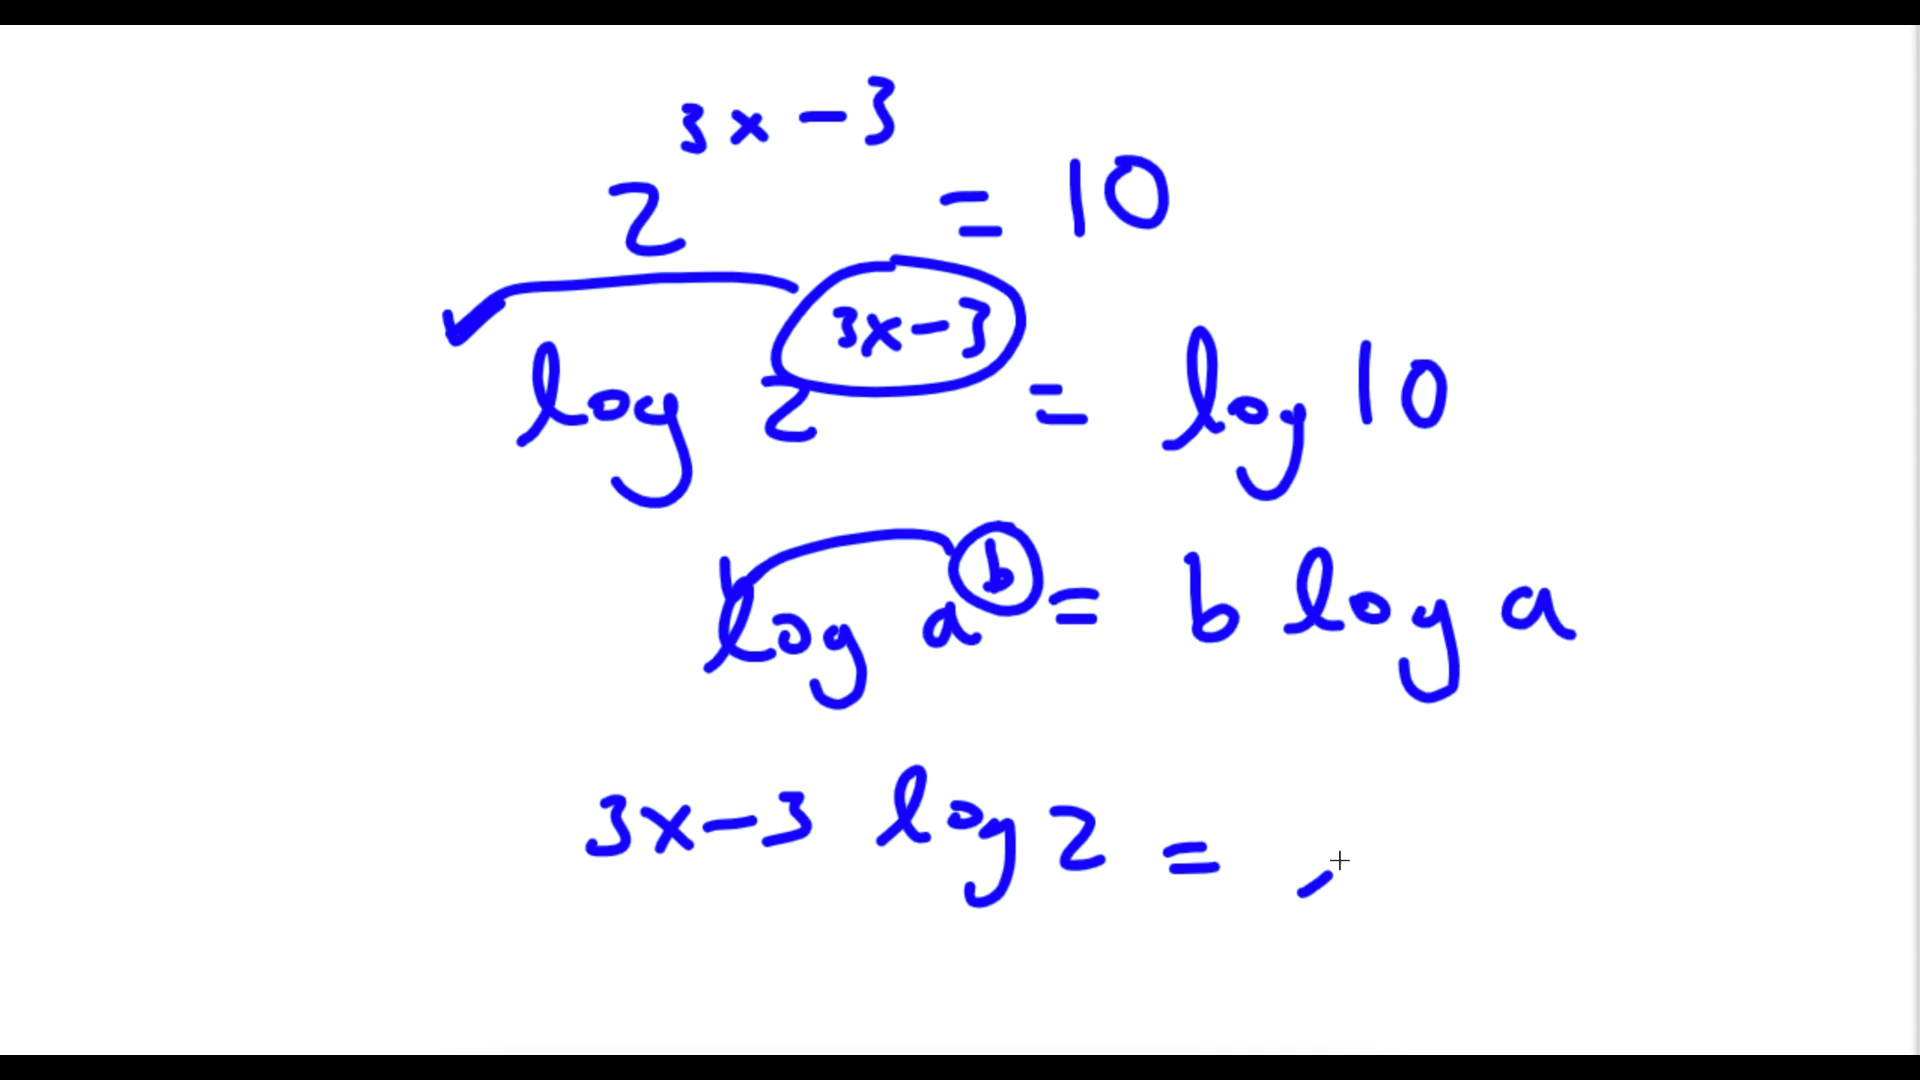 2^{3x-3} = 10
log 2^{3x-3} = log 10
log a^b = b log a
3x-3 log 2 =